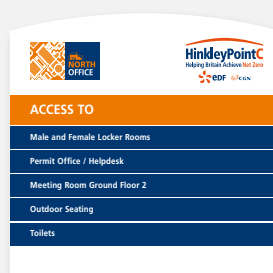 NORTH
OFFICE
HinkleyPointC
Helping Britain Achieve Net Zero
eDF
CGN
ACCESS TO
Male and Female Locker Rooms
Permit Office / Helpdesk
Meeting Room Ground Floor 2
Outdoor Seating
Toilets